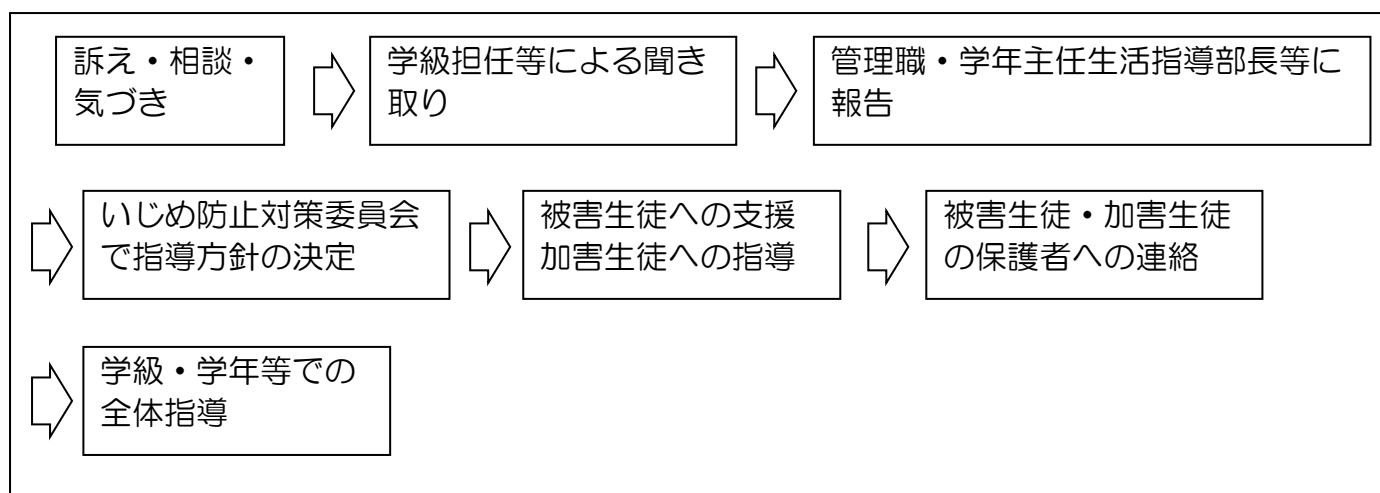 訴え・相談・
気づき
学級担任等による聞き
取り
管理職・学年主任生活指導部長等に
報告
いじめ防止対策委員会
で指導方針の決定
被害生徒への支援
加害生徒への指導
被害生徒・加害生徒
の保護者への連絡
学級・学年等での
全体指導